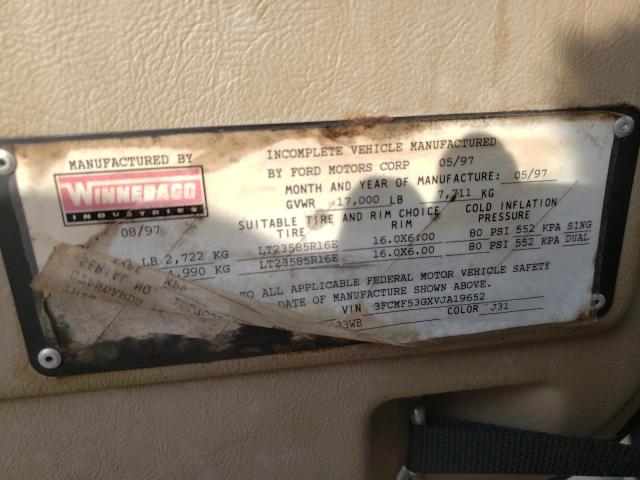 MANUFACTURED BY
WINNEBAGO
INDUSTRIES
08/97
INCOMPLETE VEHICLE MANUFACTURED
BY FORD MOTORS CORP 05/97
MONTH AND YEAR OF MANUFACTURE: 05/97
GVWR 17,000 LB 7,711 KG
SUITABLE TIRE AND RIM CHOICE
TIRE RIM
COLD INFLATION
PRESSURE
LB 2,722 KG LT23585R16E 16.0X6.00 80 PSI 552 KPA SING
4,990 KG LT23585R16E 16.0X6.00 80 PSI 552 KPA DUAL
TO ALL APPLICABLE FEDERAL MOTOR VEHICLE SAFETY
DATE OF MANUFACTURE SHOWN ABOVE.
VIN 3FCMF53GXVJA19652
33WB COLOR J31